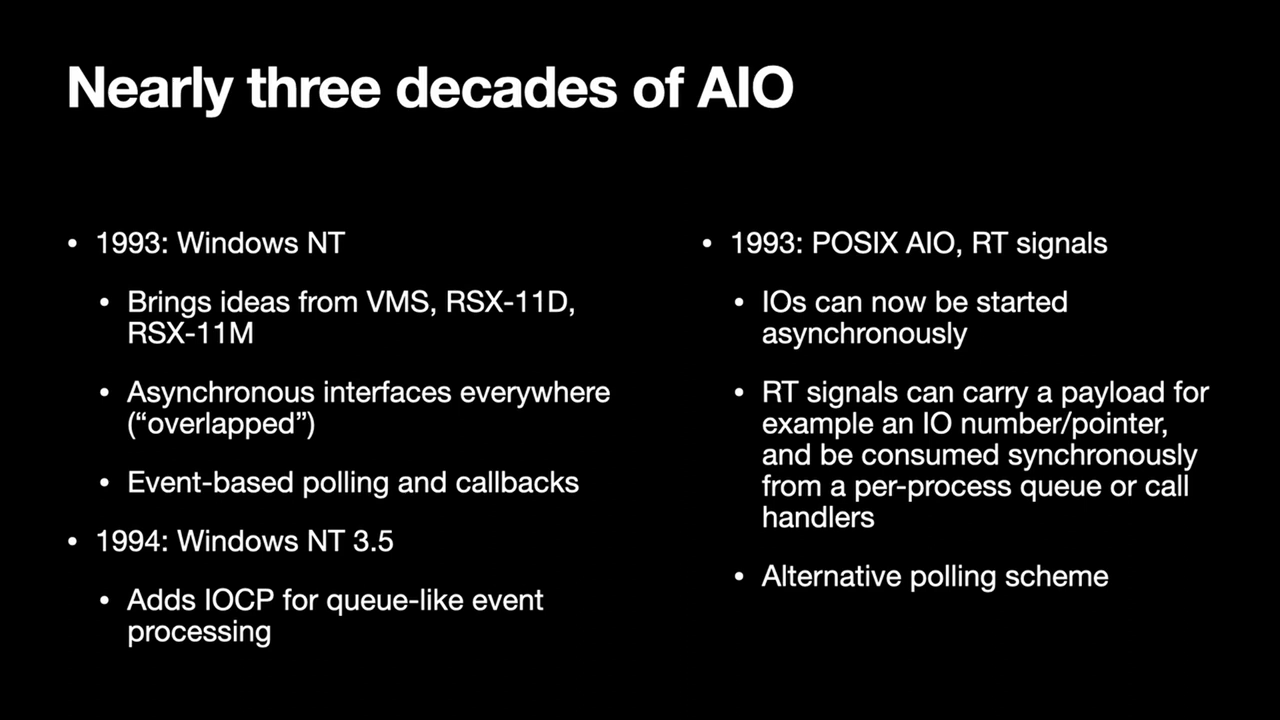 Nearly three decades of AIO
• 1993: Windows NT
• Brings ideas from VMS, RSX-11D,
RSX-11M
• Asynchronous interfaces everywhere
(“overlapped”)
• Event-based polling and callbacks
• 1994: Windows NT 3.5
• Adds IOCP for queue-like event
processing
• 1993: POSIX AIO, RT signals
• IOs can now be started
asynchronously
• RT signals can carry a payload for
example an IO number/pointer,
and be consumed synchronously
from a per-process queue or call
handlers
• Alternative polling scheme